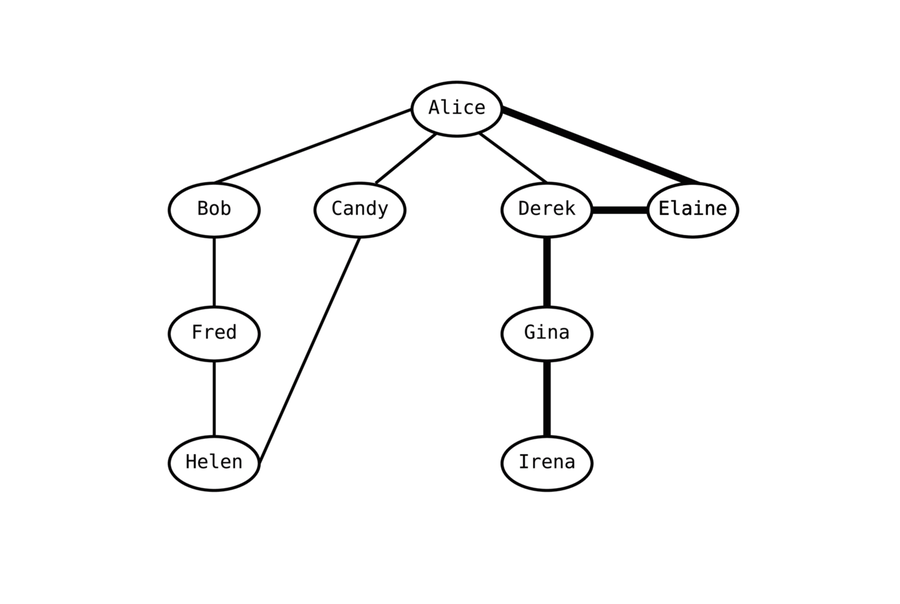 Alice
Bob
Candy
Derek
Elaine
Fred
Gina
Helen
Irena